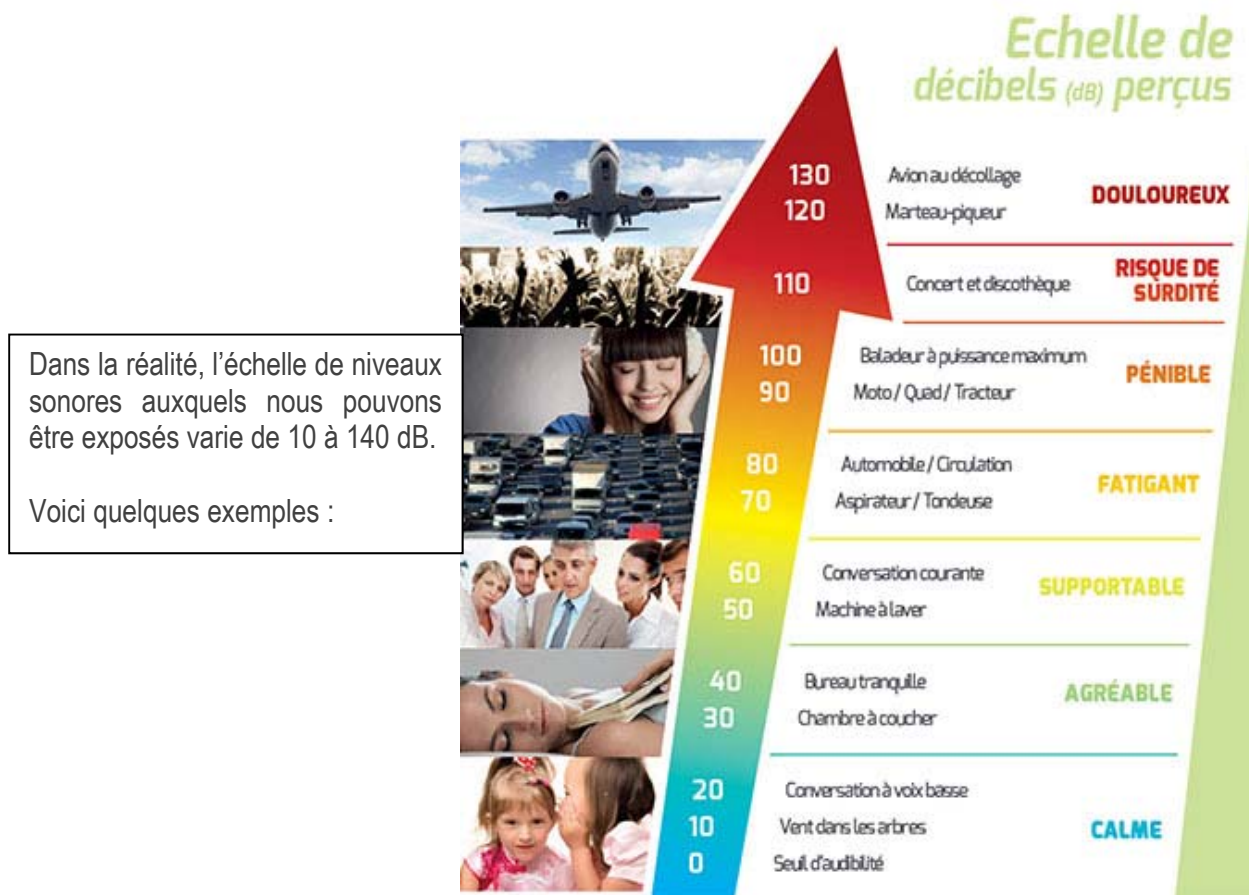 Echelle de
décibels (dB) perçus
Dans la réalité, l'échelle de niveaux
sonores auxquels nous pouvons
être exposés varie de 10 à 140 dB.
Voici quelques exemples :
130 Avion au décollage
120 Marteau-piqueur
DOULOUREUX
110 Concert et discothèque
RISQUE DE
SURDITÉ
100 Baladeur à puissance maximum
90 Moto / Quad / Tracteur
PÉNIBLE
80 Automobile / Circulation
70 Aspirateur / Tondeuse
FATIGANT
60 Conversation courante
50 Machine à laver
SUPPORTABLE
40 Bureau tranquille
30 Chambre à coucher
AGRÉABLE
20 Conversation à voix basse
10 Vent dans les arbres
0 Seuil d'audibilité
CALME